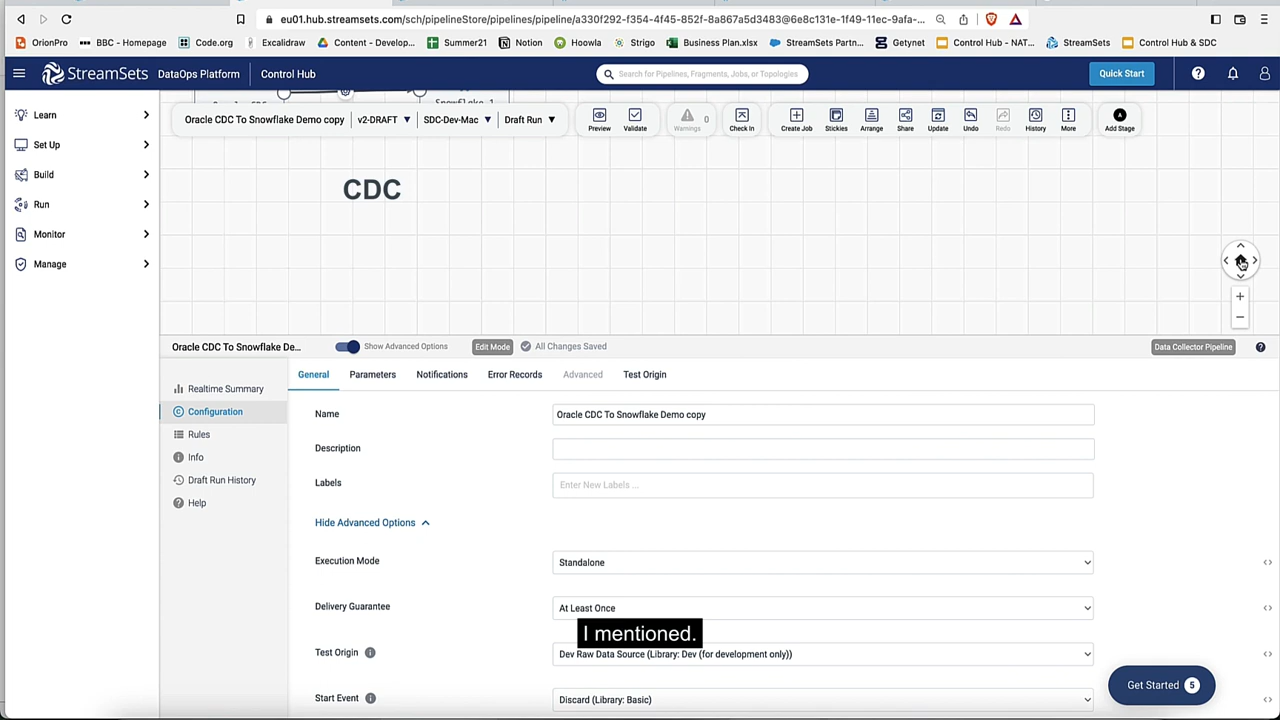 eu01.hub.streamsets.com/sch/pipelineStore/pipelines/pipeline/a330f292-f354-4f45-852f-8a867a5d3483@6e8c131e-1f49-11ec-9afa-...
OrionPro
BBC - Homepage
Code.org
Excalidraw
Content - Develop...
Summer21
Notion
Hoowla
Strigo
Business Plan.xlsx
StreamSets Partn...
Getynet
Control Hub - NAT...
StreamSets
Control Hub & SDC
StreamSets
DataOps Platform
Control Hub
Search for Pipelines, Fragments, Jobs, or Topologies
Quick Start
Learn
Set Up
Build
Run
Monitor
Manage
Oracle CDC To Snowflake Demo copy
v2-DRAFT
SDC-Dev-Mac
Draft Run
Preview
Validate
Warnings
0
Check In
Create Job
Stickies
Arrange
Share
Update
Undo
Redo
History
More
Add Stage
CDC
Oracle CDC To Snowflake De...
Show Advanced Options
Edit Mode
All Changes Saved
Data Collector Pipeline
Realtime Summary
Configuration
Rules
Info
Draft Run History
Help
General
Parameters
Notifications
Error Records
Advanced
Test Origin
Name
Oracle CDC To Snowflake Demo copy
Description
Labels
Enter New Labels ...
Hide Advanced Options
Execution Mode
Standalone
Delivery Guarantee
At Least Once
I mentioned.
Test Origin
Dev Raw Data Source (Library: Dev (for development only))
Start Event
Discard (Library: Basic)
Get Started 5